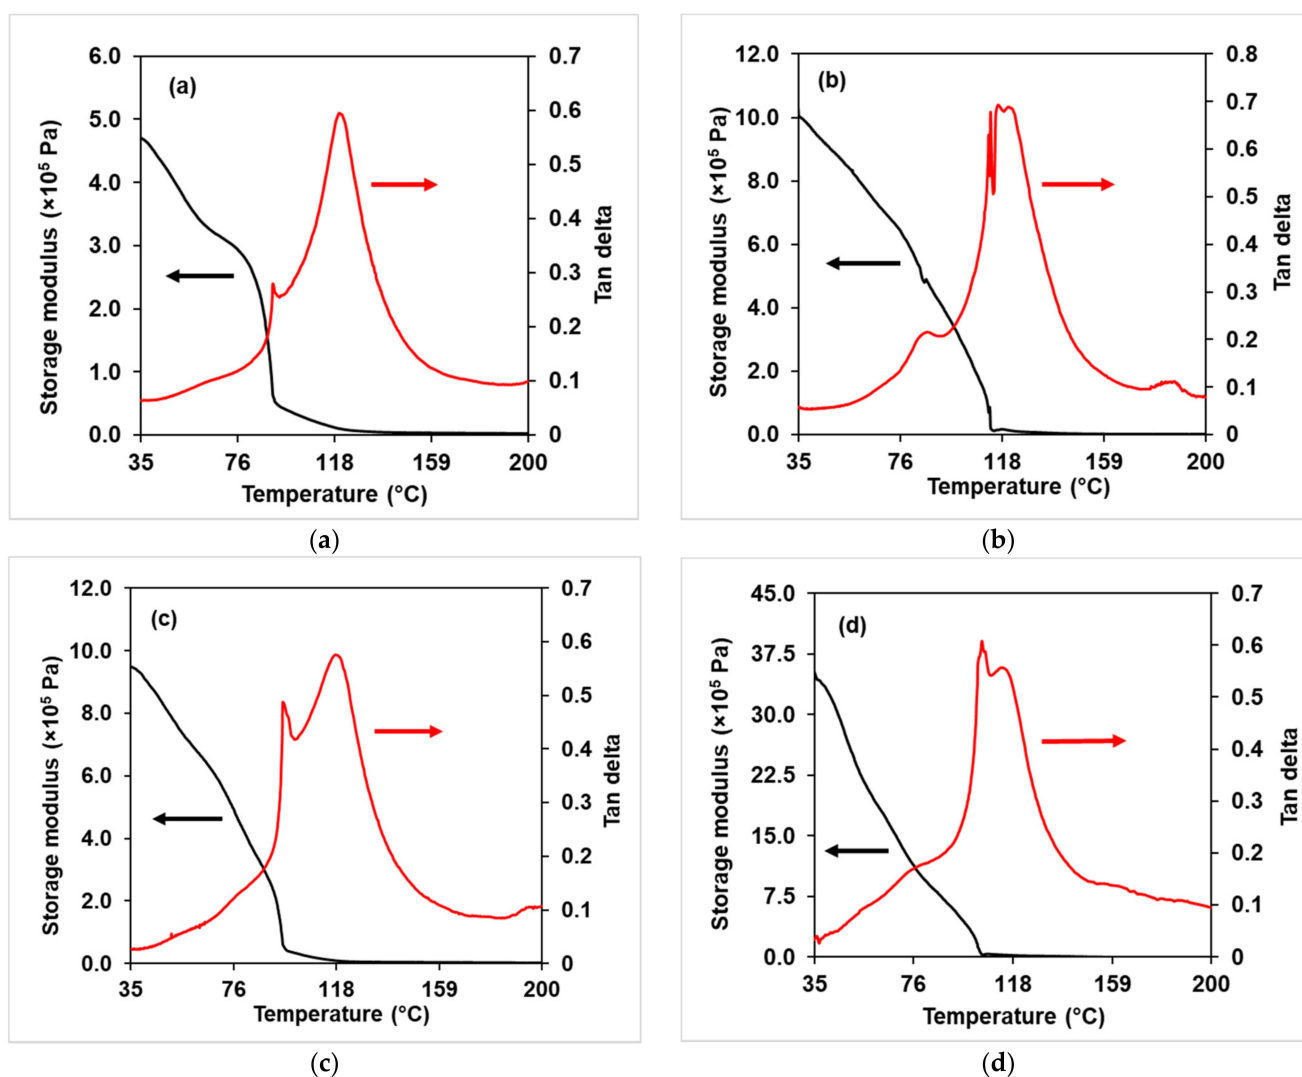 (a)
6.0
5.0
4.0
3.0
2.0
1.0
0.0
Storage modulus (×10⁵ Pa)
0.7
0.6
0.5
0.4
0.3
0.2
0.1
0
Tan delta
35 76 118 159 200
Temperature (°C)
(a)
(b)
12.0
10.0
8.0
6.0
4.0
2.0
0.0
Storage modulus (×10⁵ Pa)
0.8
0.7
0.6
0.5
0.4
0.3
0.2
0.1
0
Tan delta
35 76 118 159 200
Temperature (°C)
(b)
(c)
12.0
10.0
8.0
6.0
4.0
2.0
0.0
Storage modulus (×10⁵ Pa)
0.7
0.6
0.5
0.4
0.3
0.2
0.1
0
Tan delta
35 76 118 159 200
Temperature (°C)
(c)
(d)
45.0
37.5
30.0
22.5
15.0
7.5
0.0
Storage modulus (×10⁵ Pa)
0.7
0.6
0.5
0.4
0.3
0.2
0.1
0
Tan delta
35 76 118 159 200
Temperature (°C)
(d)